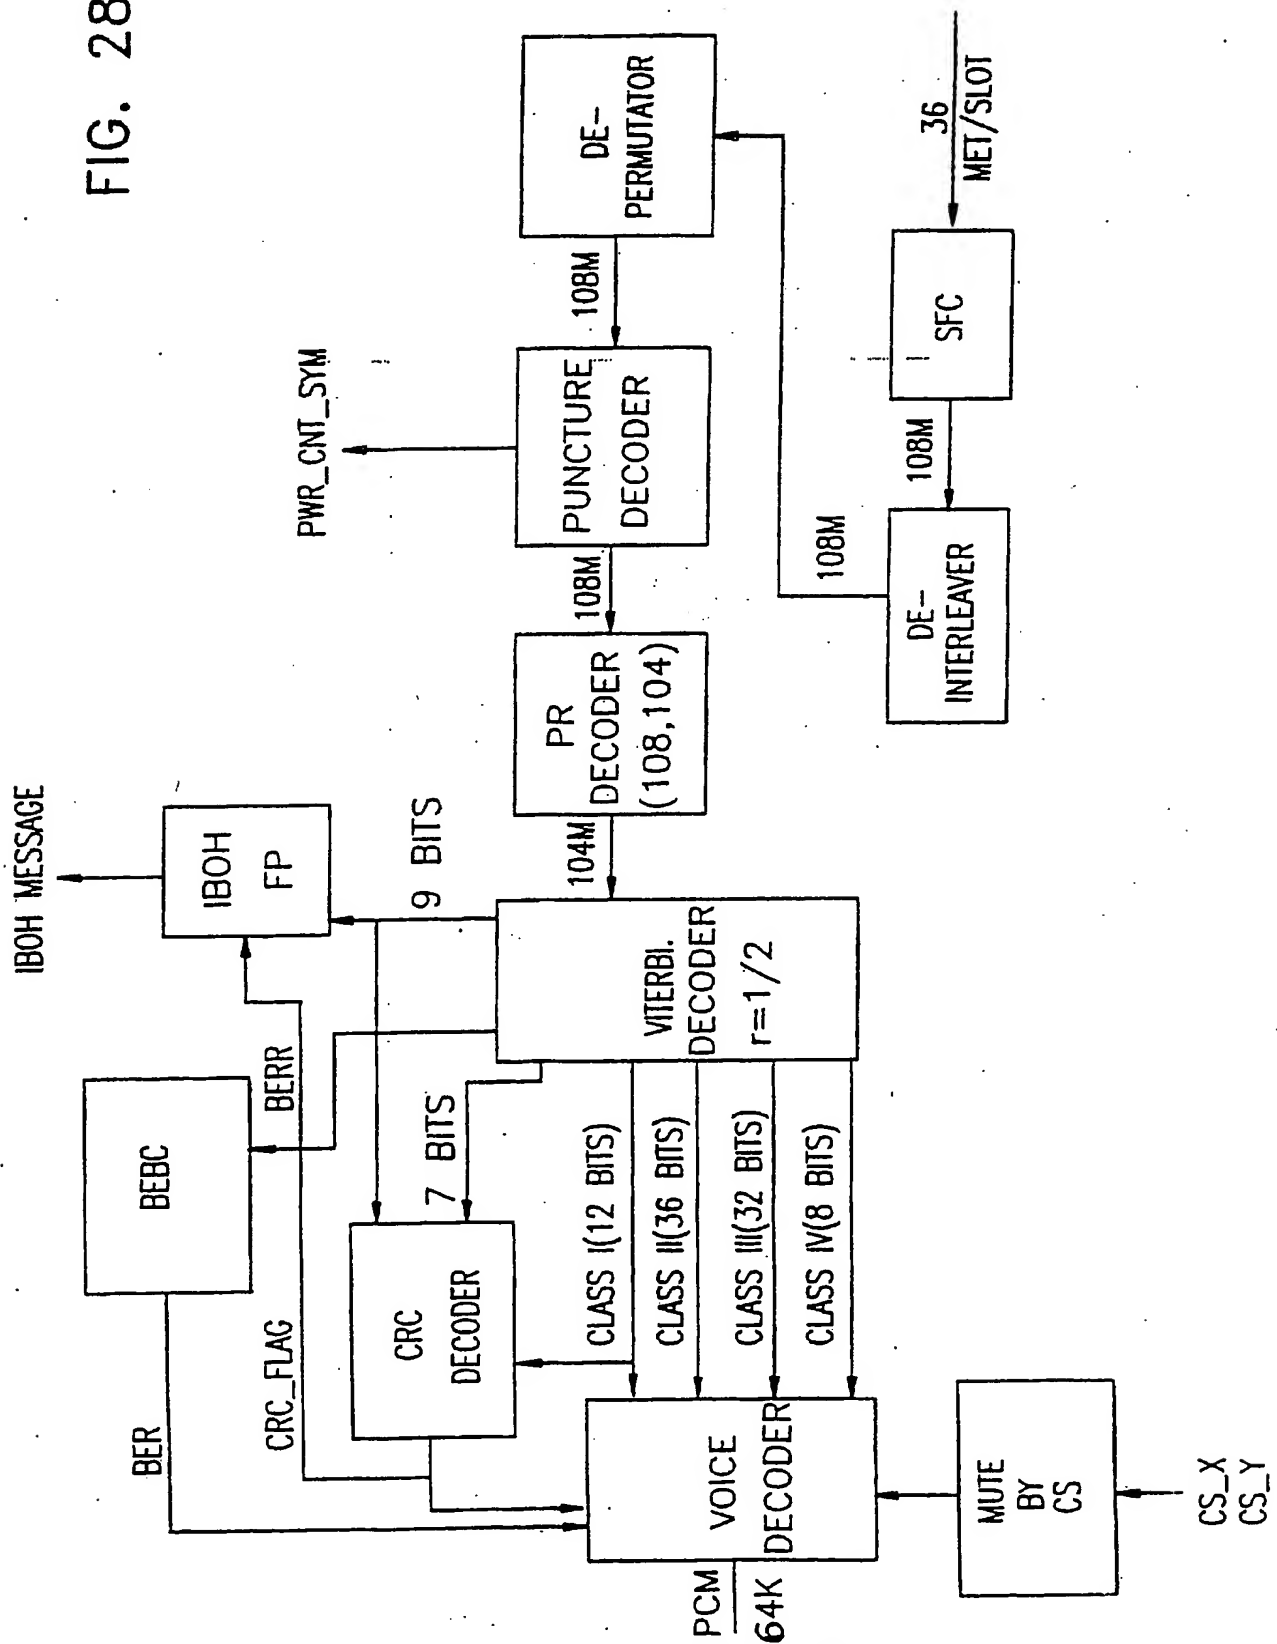 FIG. 28
36
MET/SLOT
SFC
108M
DE-
INTERLEAVER
108M
DE-
PERMUTATOR
108M
PUNCTURE
DECODER
PWR_CNT_SYM
108M
PR
DECODER
(108,104)
104M
VITERBI.
DECODER
r=1/2
9 BITS
IBOH
FP
IBOH MESSAGE
BERR
BEBC
BER
7 BITS
CRC
DECODER
CRC_FLAG
CLASS I(12 BITS)
CLASS II(36 BITS)
CLASS III(32 BITS)
CLASS IV(8 BITS)
VOICE
DECODER
PCM
64K
MUTE
BY
CS
CS_X
CS_Y